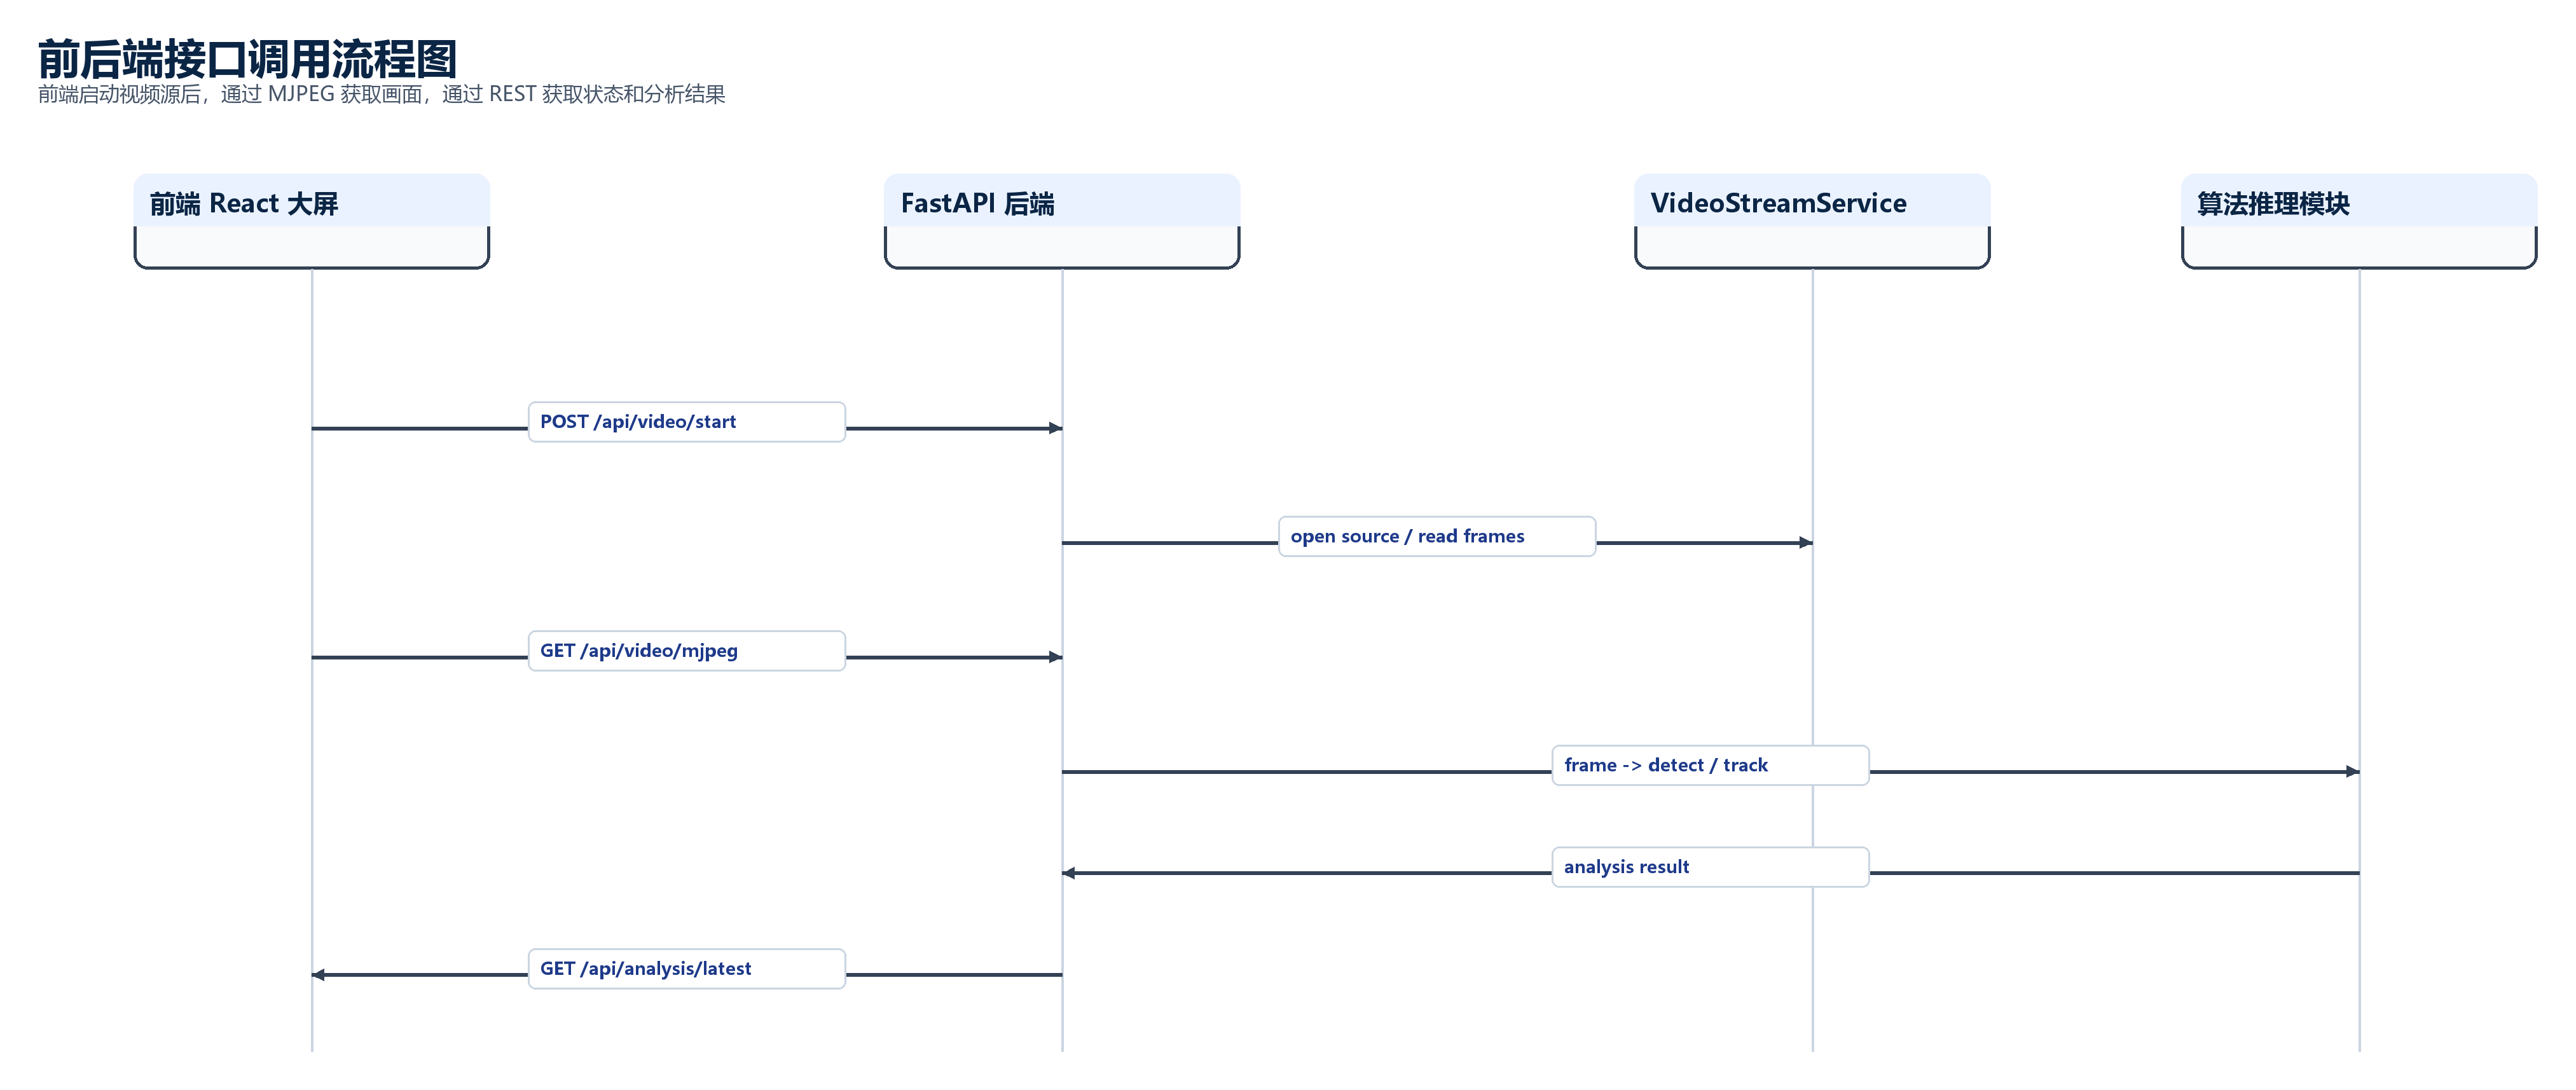 前后端接口调用流程图
前端启动视频源后，通过 MJPEG 获取画面，通过 REST 获取状态和分析结果
前端 React 大屏
FastAPI 后端
VideoStreamService
算法推理模块
POST /api/video/start
open source / read frames
GET /api/video/mjpeg
frame -> detect / track
analysis result
GET /api/analysis/latest